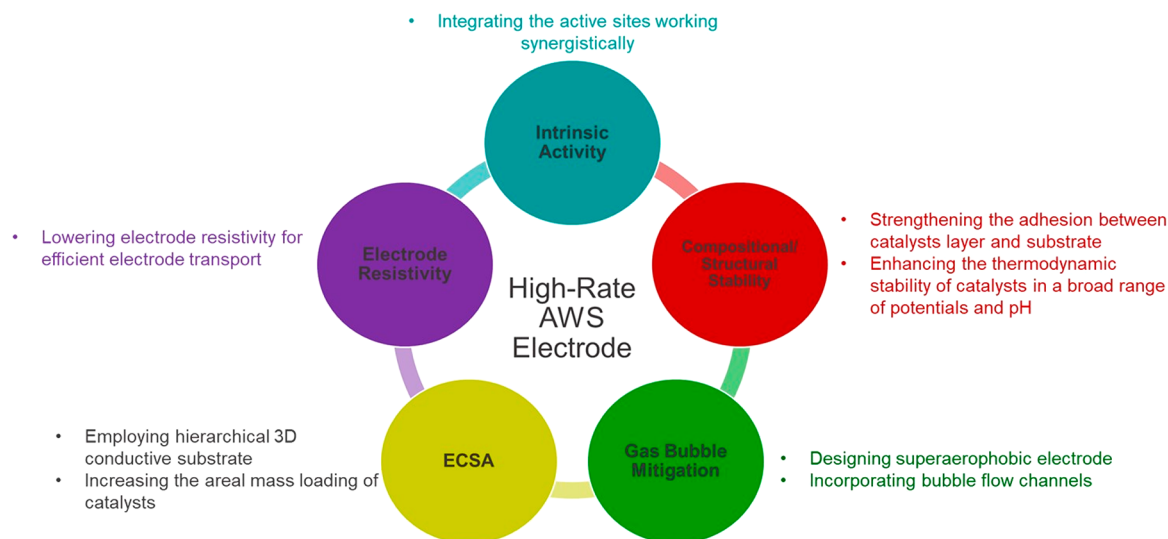 • Integrating the active sites working
synergistically
Intrinsic
Activity
• Lowering electrode resistivity for
efficient electrode transport
Electrode
Resistivity
Compositional/
Structural
Stability
• Strengthening the adhesion between
catalysts layer and substrate
• Enhancing the thermodynamic
stability of catalysts in a broad range
of potentials and pH
High-Rate
AWS
Electrode
• Employing hierarchical 3D
conductive substrate
• Increasing the areal mass loading of
catalysts
ECSA
Gas Bubble
Mitigation
• Designing superaerophobic electrode
• Incorporating bubble flow channels